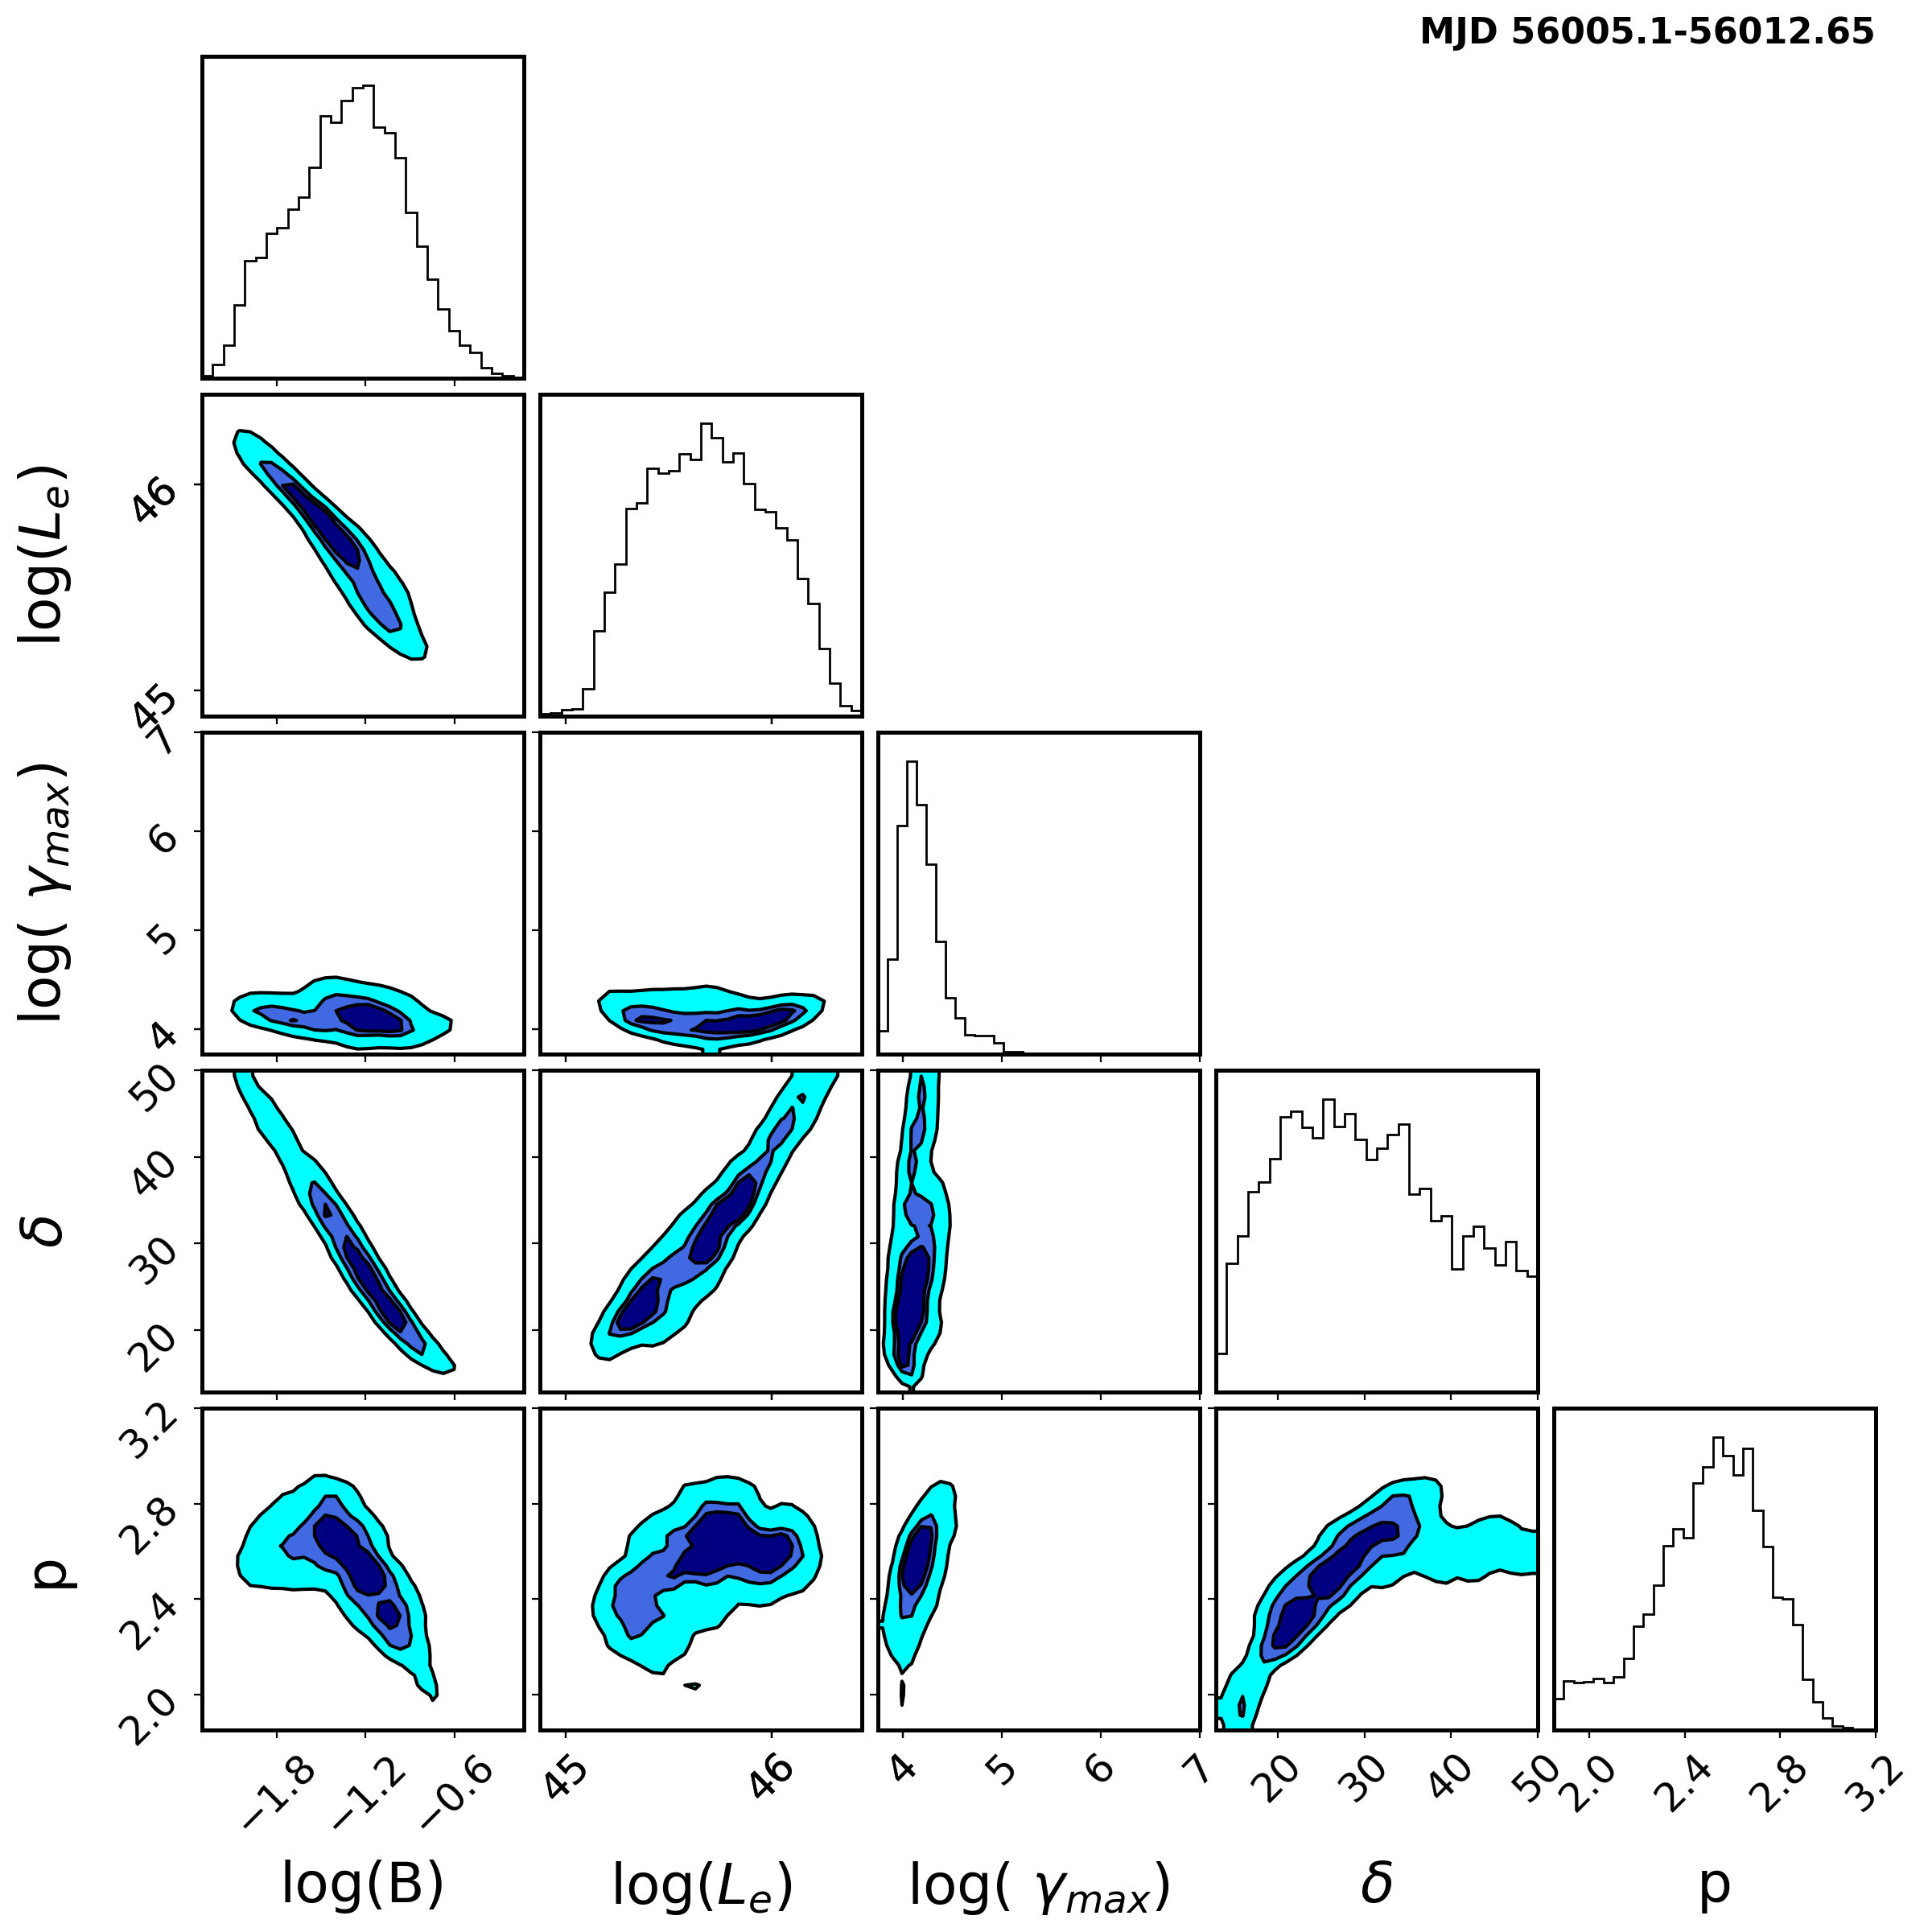 MJD 56005.1-56012.65
log(L_e)
46
45
log( γ_max)
7
6
5
4
δ
50
40
30
20
p
3.2
2.8
2.4
2.0
−1.8 −1.2 −0.6 45 46 4 5 6 7 20 30 40 50 2.0 2.4 2.8 3.2
log(B) log(L_e) log( γ_max) δ p